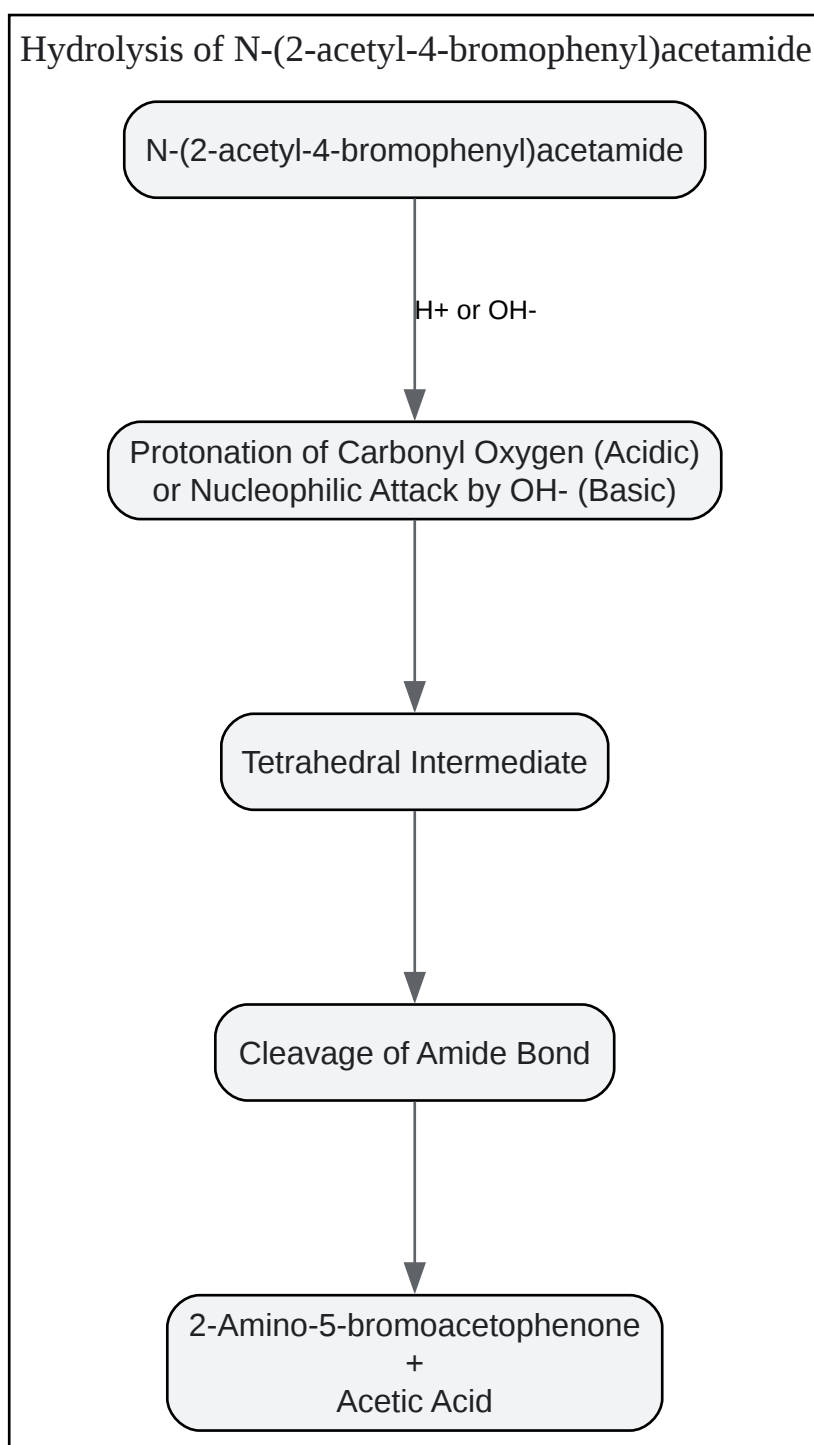 Hydrolysis of N-(2-acetyl-4-bromophenyl)acetamide
N-(2-acetyl-4-bromophenyl)acetamide
H+ or OH-
Protonation of Carbonyl Oxygen (Acidic)
or Nucleophilic Attack by OH- (Basic)
Tetrahedral Intermediate
Cleavage of Amide Bond
2-Amino-5-bromoacetophenone
+
Acetic Acid